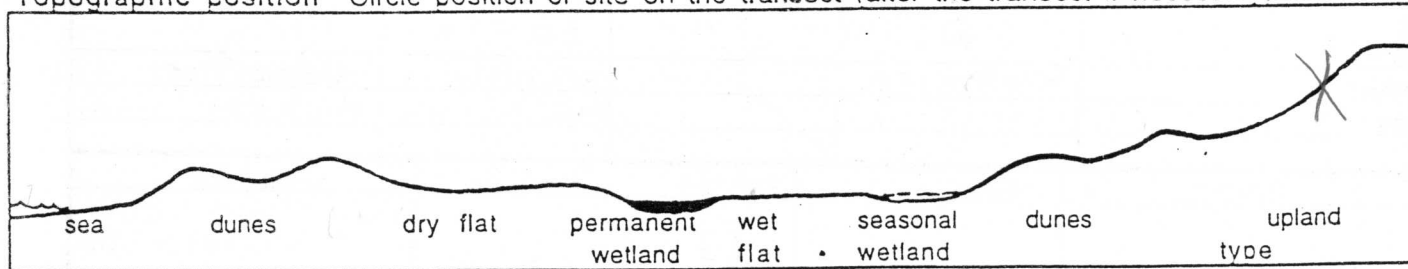 Topographic position Circle position of site on the transect (after the transect
sea dunes dry flat permanent wet seasonal dunes upland
wetland flat wetland type